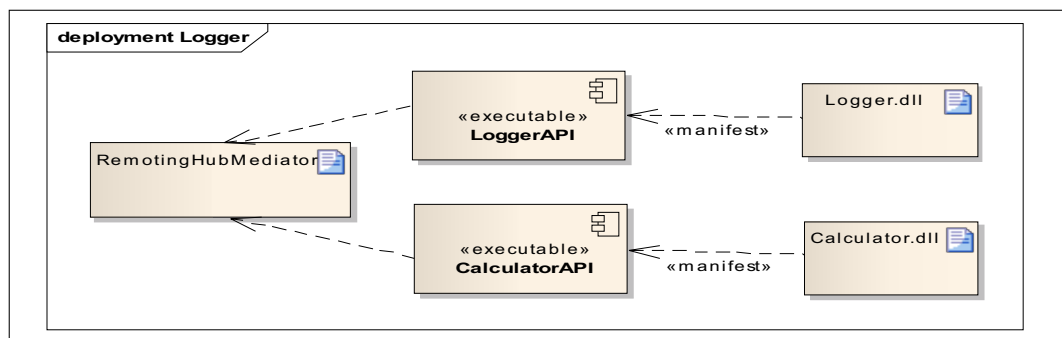 deployment Logger
«executable»
LoggerAPI
Logger.dll
«manifest»
RemotingHubMediator
«executable»
CalculatorAPI
Calculator.dll
«manifest»